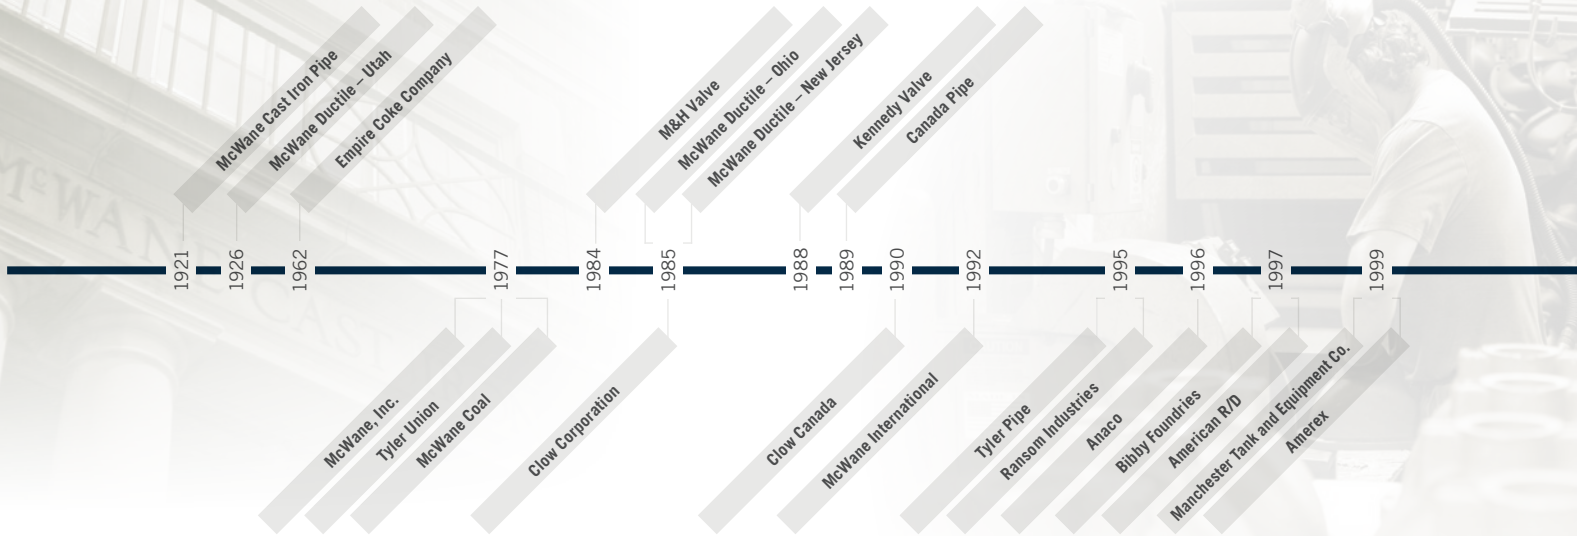 McWane Cast Iron Pipe
McWane Ductile – Utah
Empire Coke Company
M&H Valve
McWane Ductile – Ohio
McWane Ductile – New Jersey
Kennedy Valve
Canada Pipe
McWANE
CAST
1921
1926
1962
1977
1984
1985
1988
1989
1990
1992
1995
1996
1997
1999
McWane, Inc.
Tyler Union
McWane Coal
Clow Corporation
Clow Canada
McWane International
Tyler Pipe
Ransom Industries
Anaco
Bibby Foundries
American R/D
Manchester Tank and Equipment Co.
Amerex